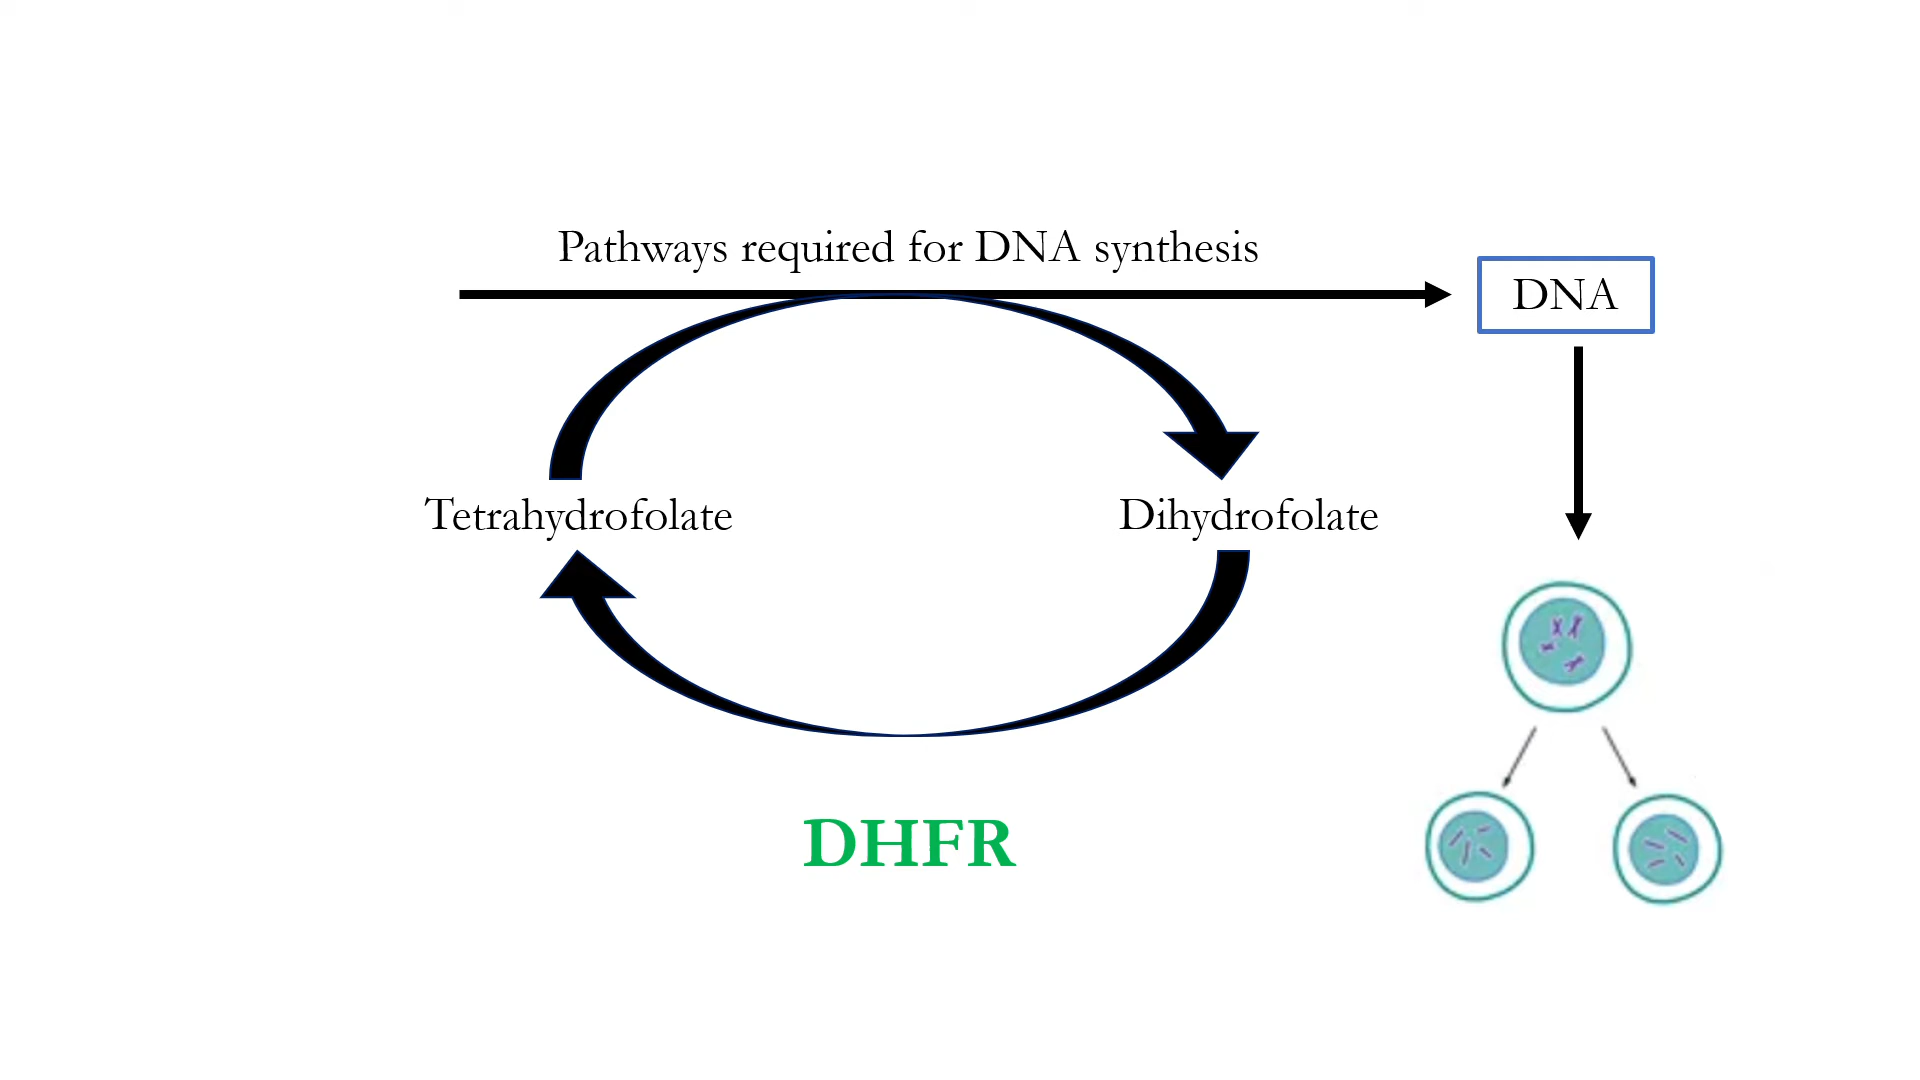 Pathways required for DNA synthesis
DNA
Tetrahydrofolate
Dihydrofolate
DHFR